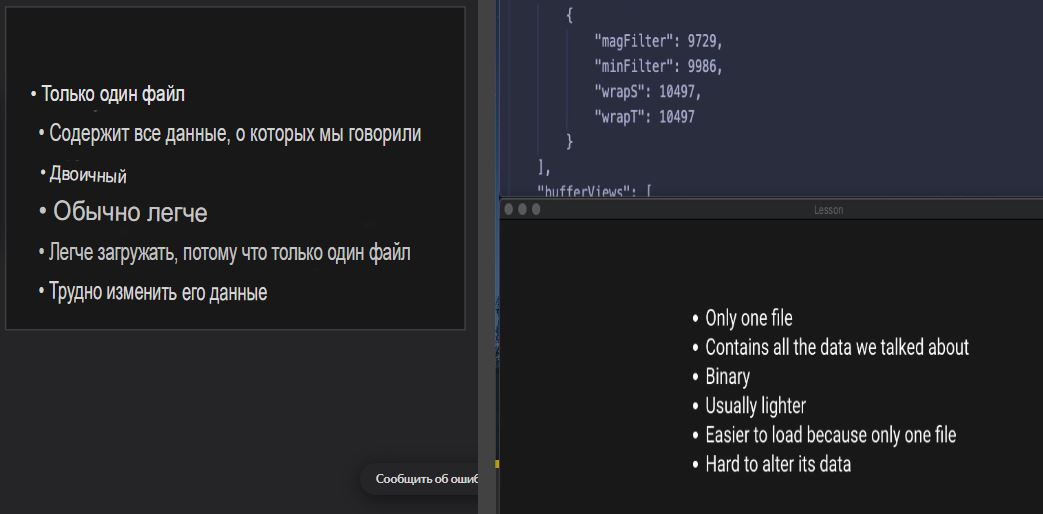 • Только один файл
• Содержит все данные, о которых мы говорили
• Двоичный
• Обычно легче
• Легче загружать, потому что только один файл
• Трудно изменить его данные
Сообщить об ошиб
{
"magFilter": 9729,
"minFilter": 9986,
"wrapS": 10497,
"wrapT": 10497
}
],
"bufferViews": [
Lesson
• Only one file
• Contains all the data we talked about
• Binary
• Usually lighter
• Easier to load because only one file
• Hard to alter its data